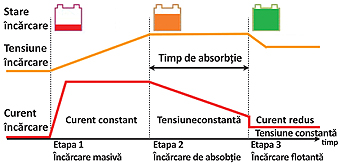 Stare
încărcare
Tensiune
încărcare
Timp de absorbție
Curent
încărcare
Curent constant
Tensiuneconstantă
Curent redus
Tensiune constantă
timp
Etapa 1
Încărcare masivă
Etapa 2
Încărcare de absobție
Etapa 3
Încărcare flotantă